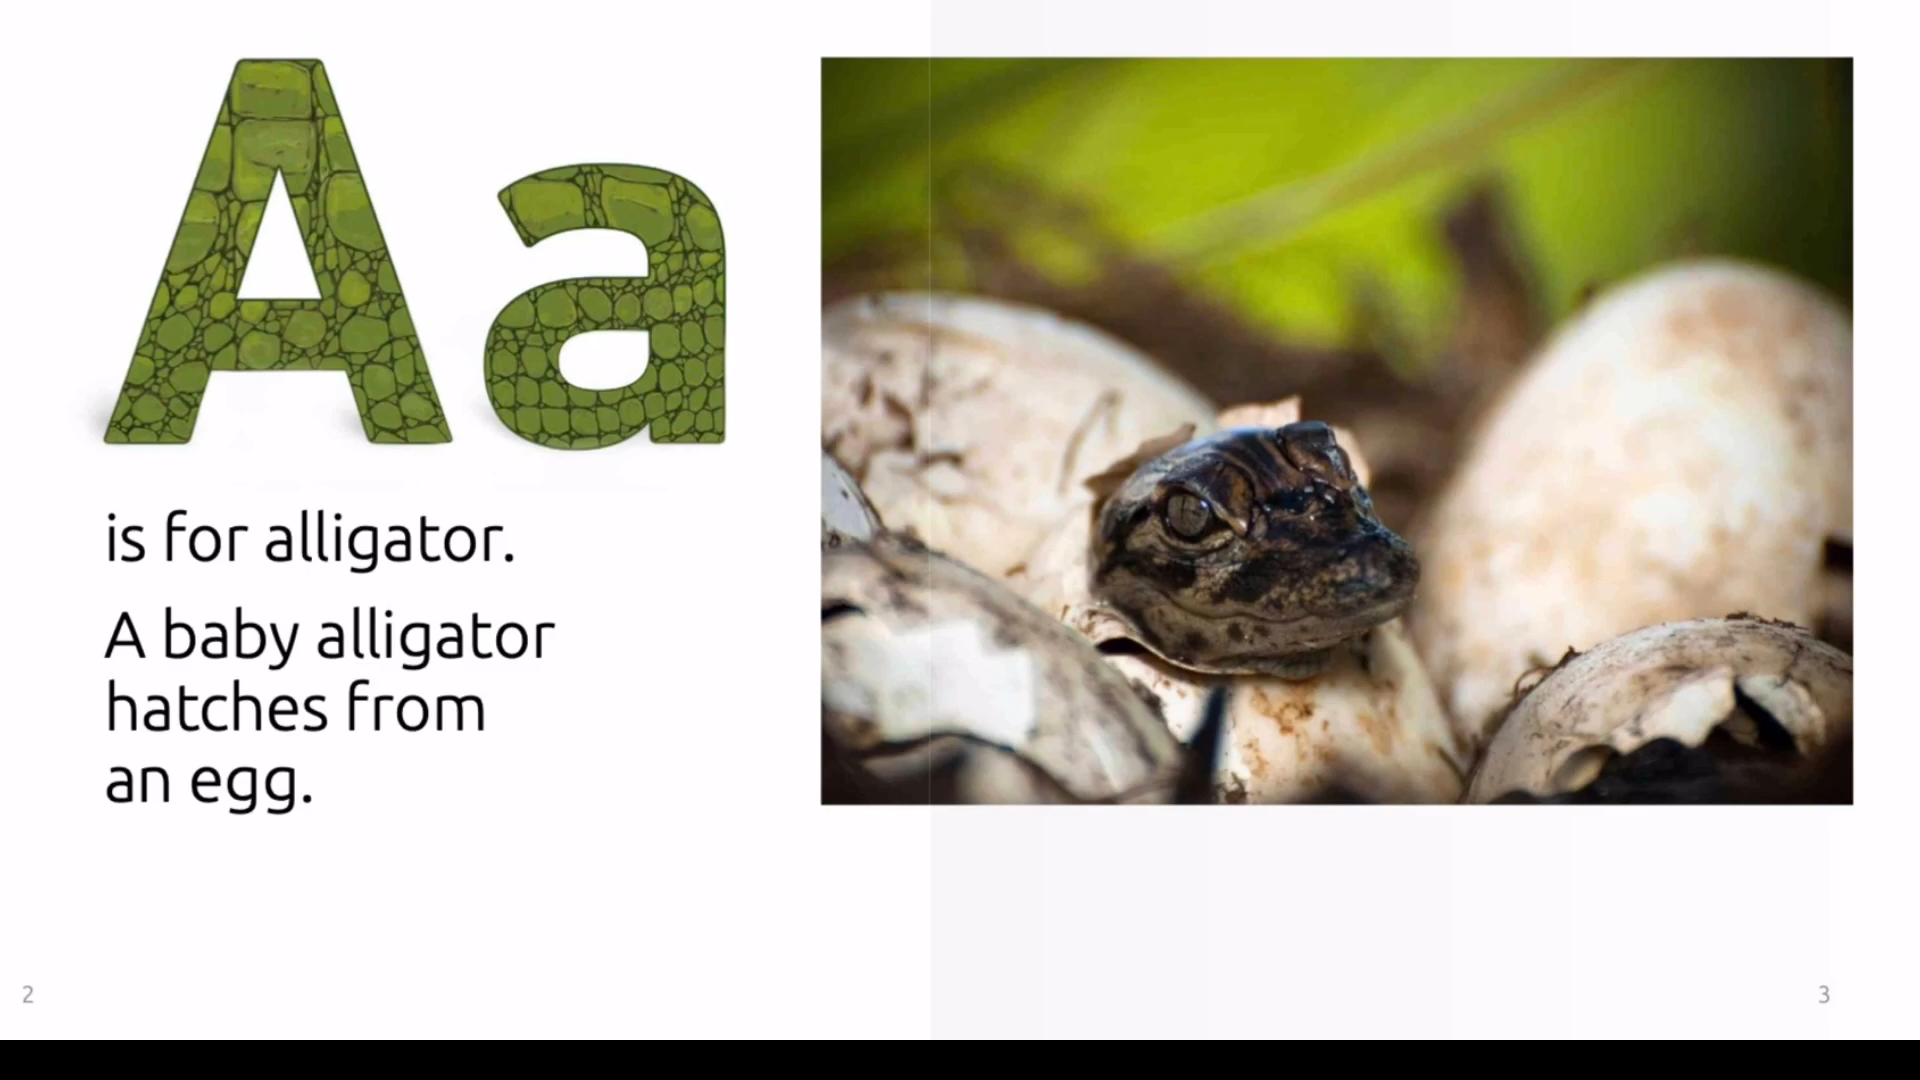 Aa
is for alligator.
A baby alligator
hatches from
an egg.
2
3